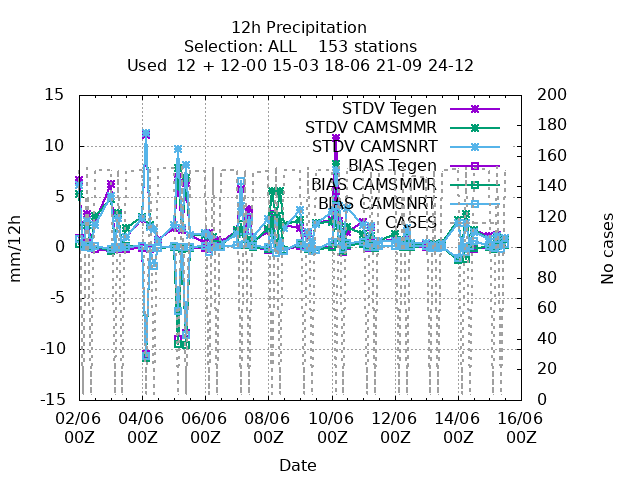 12h Precipitation
Selection: ALL    153 stations
Used  12 + 12-00 15-03 18-06 21-09 24-12
15
10
5
0
-5
-10
-15
mm/12h
STDV Tegen
STDV CAMSMMR
STDV CAMSNRT
BIAS Tegen
BIAS CAMSMMR
BIAS CAMSNRT
CASES
200
180
160
140
120
100
80
60
40
20
0
No cases
02/06 04/06 06/06 08/06 10/06 12/06 14/06 16/06
00Z 00Z 00Z 00Z 00Z 00Z 00Z 00Z
Date